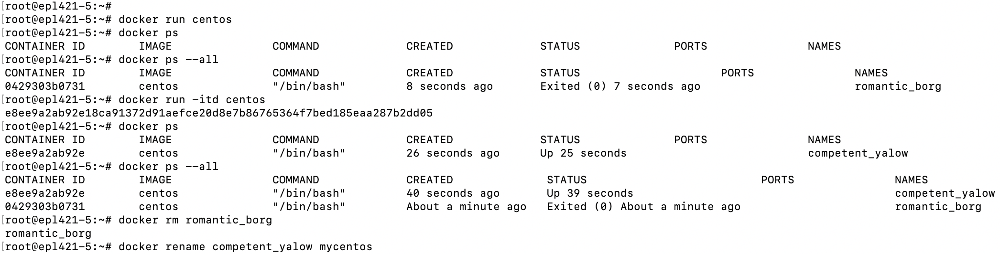 [root@epl421-5:~#
[root@epl421-5:~# docker run centos
[root@epl421-5:~# docker ps
CONTAINER ID        IMAGE               COMMAND             CREATED             STATUS              PORTS               NAMES
[root@epl421-5:~# docker ps --all
CONTAINER ID        IMAGE               COMMAND             CREATED             STATUS                     PORTS               NAMES
0429303b0731        centos              "/bin/bash"         8 seconds ago       Exited (0) 7 seconds ago                       romantic_borg
[root@epl421-5:~# docker run -itd centos
e8ee9a2ab92e18ca91372d91aefce20d8e7b86765364f7bed185eaa287b2dd05
[root@epl421-5:~# docker ps
CONTAINER ID        IMAGE               COMMAND             CREATED             STATUS              PORTS               NAMES
e8ee9a2ab92e        centos              "/bin/bash"         26 seconds ago      Up 25 seconds                           competent_yalow
[root@epl421-5:~# docker ps --all
CONTAINER ID        IMAGE               COMMAND             CREATED              STATUS                          PORTS               NAMES
e8ee9a2ab92e        centos              "/bin/bash"         40 seconds ago       Up 39 seconds                                       competent_yalow
0429303b0731        centos              "/bin/bash"         About a minute ago   Exited (0) About a minute ago                       romantic_borg
[root@epl421-5:~# docker rm romantic_borg
romantic_borg
[root@epl421-5:~# docker rename competent_yalow mycentos